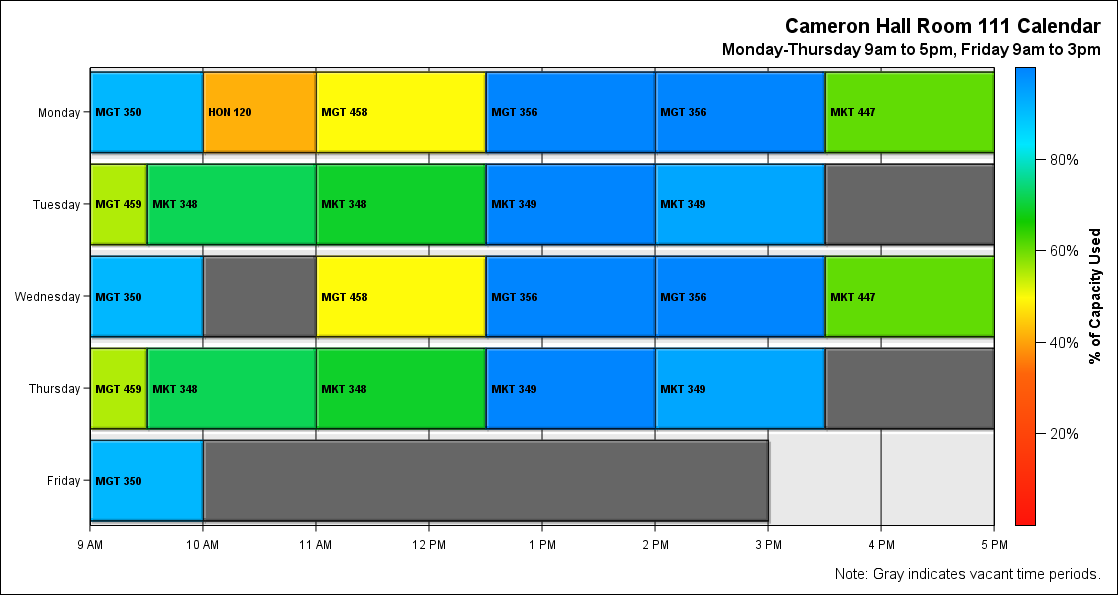 Cameron Hall Room 111 Calendar
Monday-Thursday 9am to 5pm, Friday 9am to 3pm
Monday MGT 350 HON 120 MGT 458 MGT 356 MGT 356 MKT 447
Tuesday MGT 459 MKT 348 MKT 348 MKT 349 MKT 349
Wednesday MGT 350 MGT 458 MGT 356 MGT 356 MKT 447
Thursday MGT 459 MKT 348 MKT 348 MKT 349 MKT 349
Friday MGT 350
9 AM 10 AM 11 AM 12 PM 1 PM 2 PM 3 PM 4 PM 5 PM
80%
60%
40%
20%
% of Capacity Used
Note: Gray indicates vacant time periods.